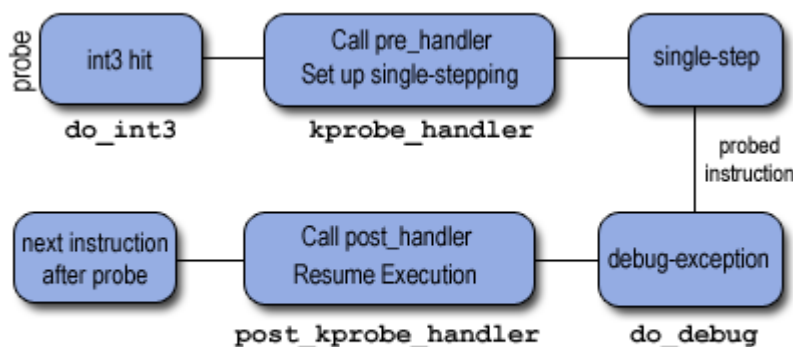 probe
int3 hit
do_int3
Call pre_handler
Set up single-stepping
kprobe_handler
single-step
probed
instruction
debug-exception
do_debug
Call post_handler
Resume Execution
post_kprobe_handler
next instruction
after probe